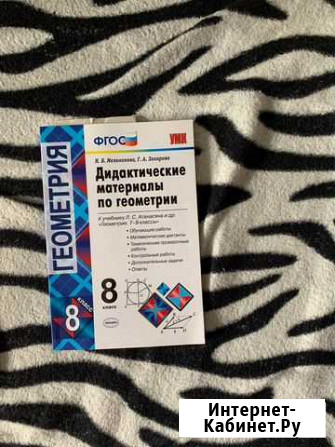 ФГОС
УМК
Н. Б. Мельникова, Г. А. Захарова
Дидактические
материалы
по геометрии
К учебнику Л. С. Атанасяна и др.
«Геометрия. 7–9 классы»
• Обучающие работы
• Математические диктанты
• Тематические проверочные
работы
• Контрольные работы
• Дополнительные задачи
• Ответы
8
класс
ГЕОМЕТРИЯ
8
КЛАСС
Интернет-
Кабинет.Ру